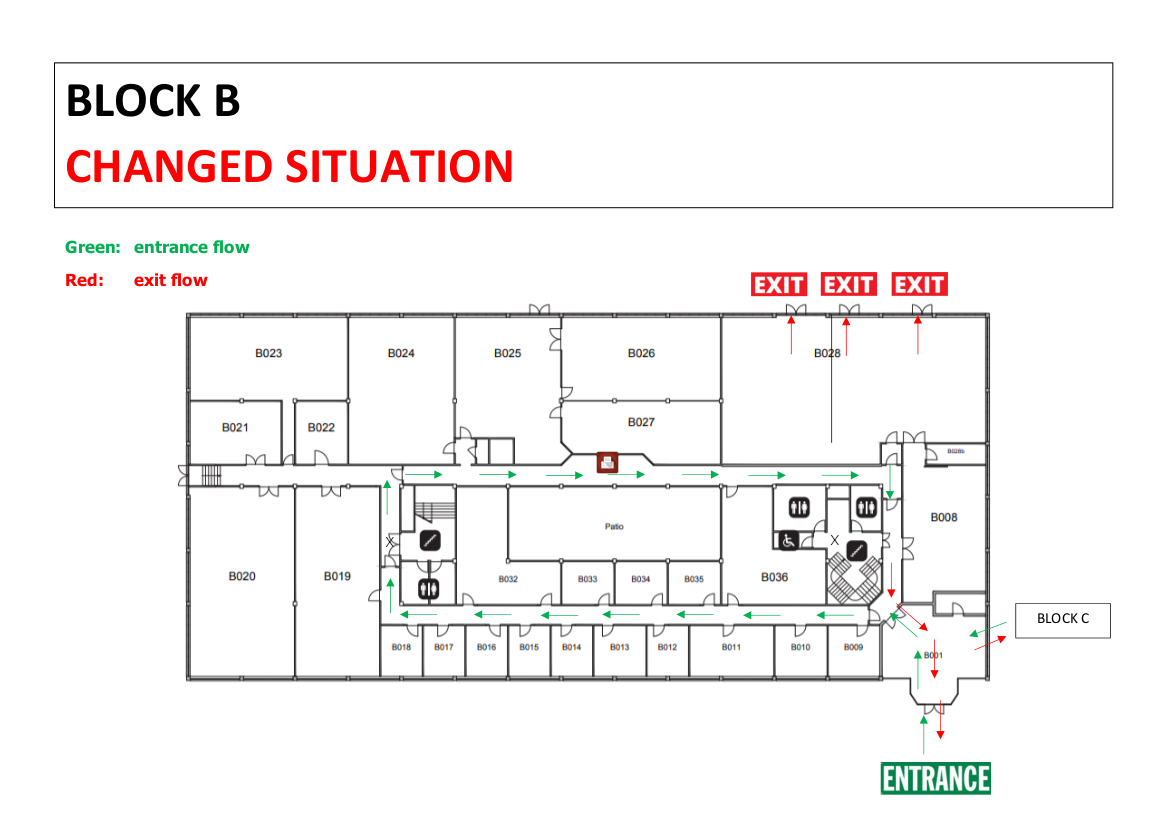 BLOCK B
CHANGED SITUATION
Green: entrance flow
Red: exit flow
EXIT EXIT EXIT
B023 B024 B025 B026 B028
B021 B022 B027
B028b
Patio B008
X X
B020 B019 B032 B033 B034 B035 B036
BLOCK C
B018 B017 B016 B015 B014 B013 B012 B011 B010 B009 B001
ENTRANCE